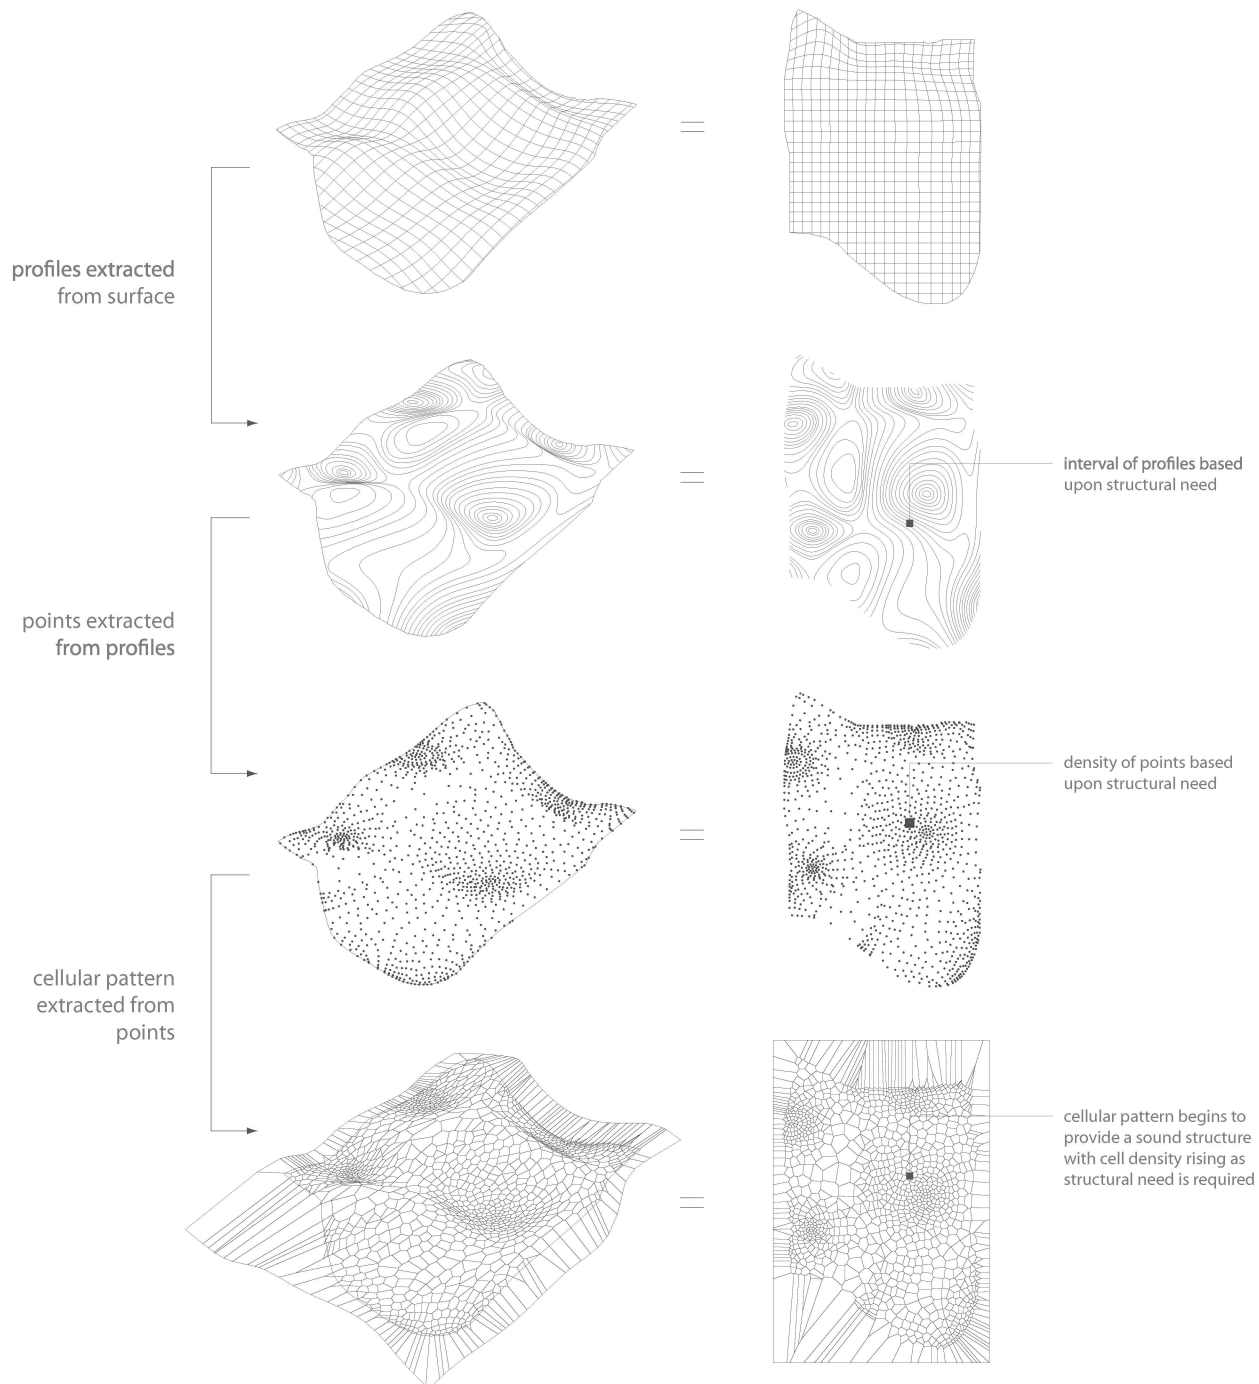 profiles extracted
from surface
interval of profiles based
upon structural need
points extracted
from profiles
density of points based
upon structural need
cellular pattern
extracted from
points
cellular pattern begins to
provide a sound structure
with cell density rising as
structural need is required